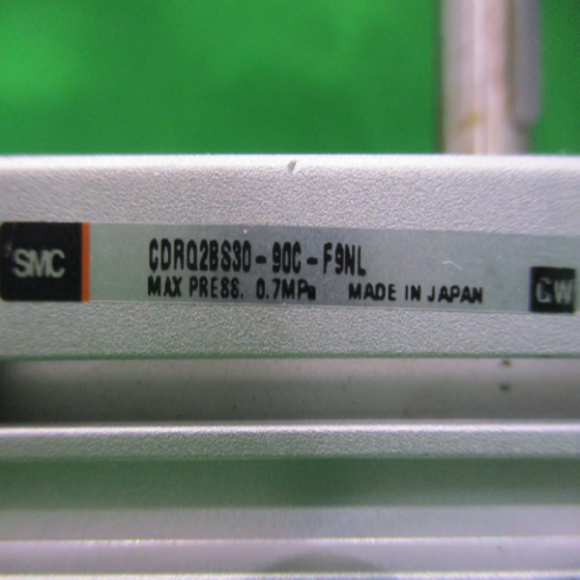 SMC
CDRQ2BS30-90C-F9NL
MAX PRESS. 0.7MPa MADE IN JAPAN
CW